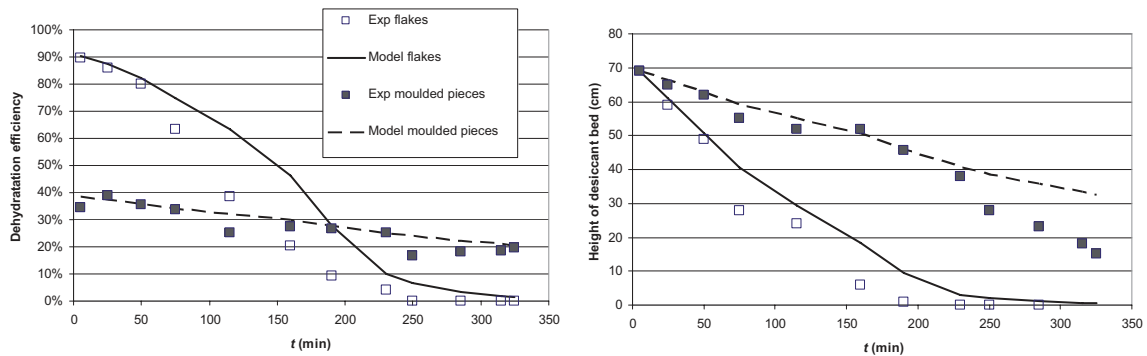 Dehydratation efficiency
100%
90%
80%
70%
60%
50%
40%
30%
20%
10%
0%
0 50 100 150 200 250 300 350
t (min)
Exp flakes
Model flakes
Exp moulded pieces
Model moulded pieces
Height of desiccant bed (cm)
80
70
60
50
40
30
20
10
0
0 50 100 150 200 250 300 350
t (min)